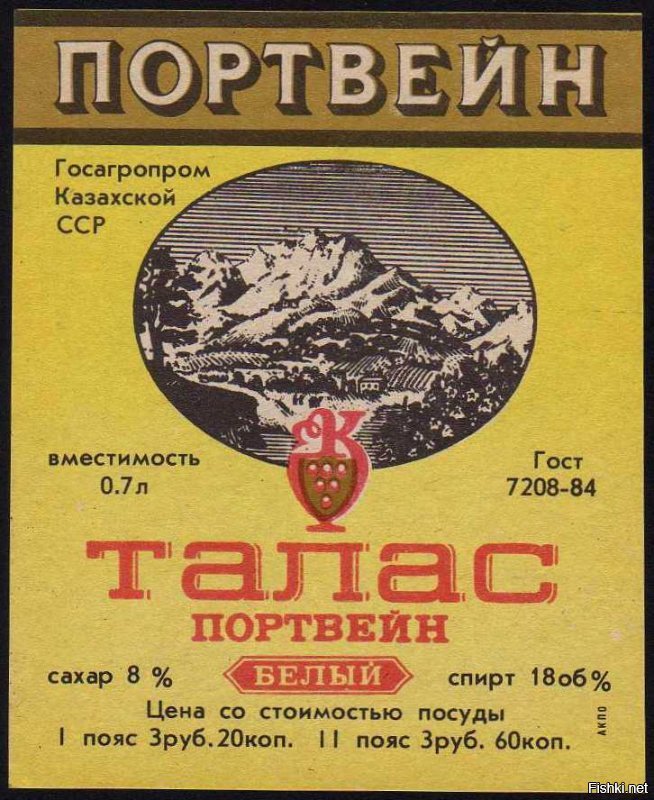 ПОРТВЕЙН
Госагропром
Казахской
ССР
вместимость
0.7л
Гост
7208-84
К
ТАЛАС
ПОРТВЕЙН
БЕЛЫЙ
сахар 8 %
спирт 18об%
Цена со стоимостью посуды
I пояс 3руб.20коп. II пояс 3руб. 60коп.
АКПО
Fishki.net